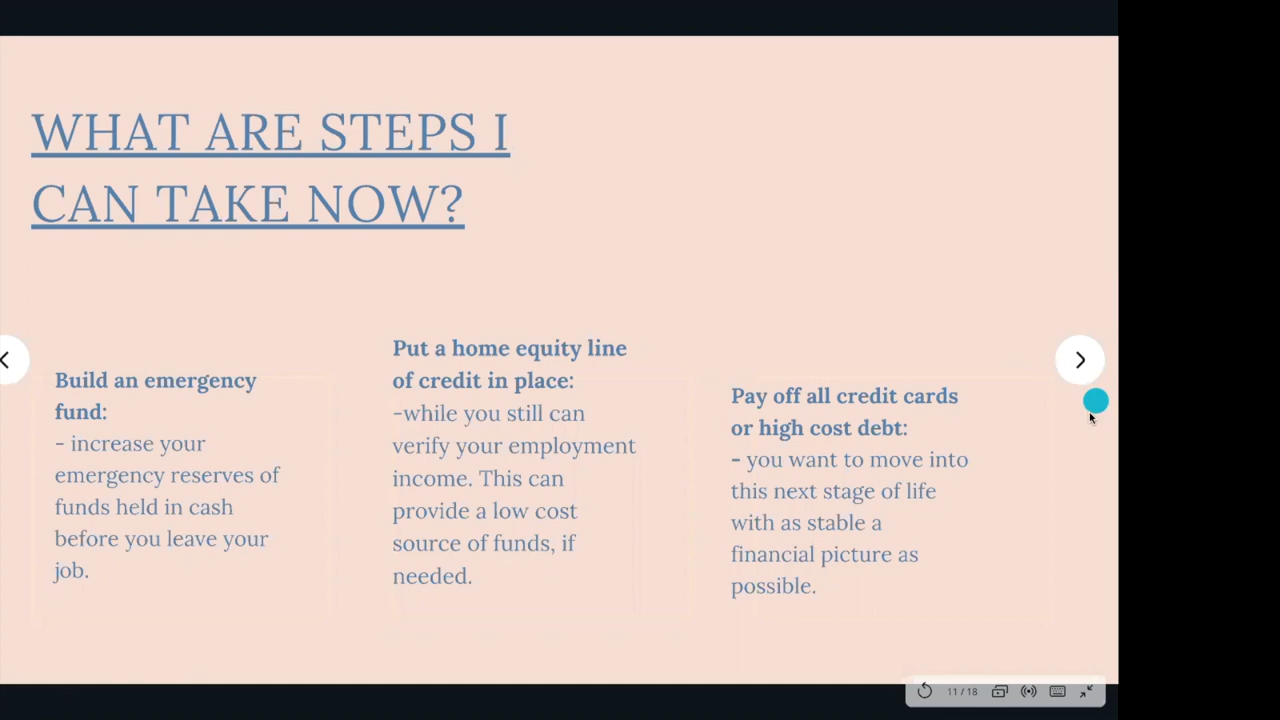 WHAT ARE STEPS I
CAN TAKE NOW?
Build an emergency
fund:
- increase your
emergency reserves of
funds held in cash
before you leave your
job.
Put a home equity line
of credit in place:
-while you still can
verify your employment
income. This can
provide a low cost
source of funds, if
needed.
Pay off all credit cards
or high cost debt:
- you want to move into
this next stage of life
with as stable a
financial picture as
possible.
11 / 18